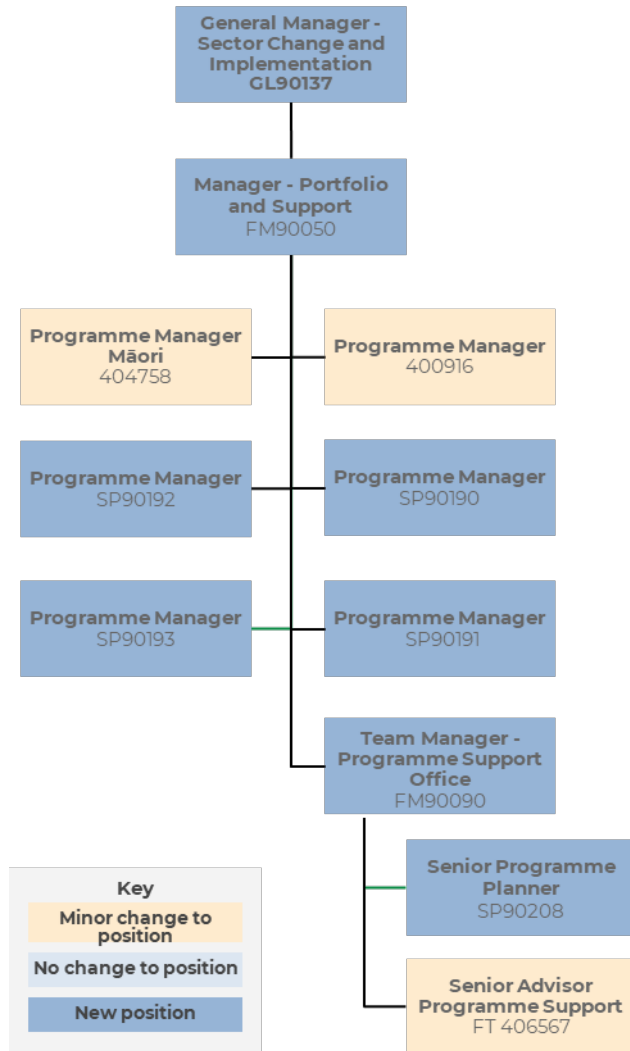 General Manager -
Sector Change and
Implementation
GL90137
Manager - Portfolio
and Support
FM90050
Programme Manager
Māori
404758
Programme Manager
400916
Programme Manager
SP90192
Programme Manager
SP90190
Programme Manager
SP90193
Programme Manager
SP90191
Team Manager -
Programme Support
Office
FM90090
Senior Programme
Planner
SP90208
Senior Advisor
Programme Support
FT 406567
Key
Minor change to
position
No change to position
New position